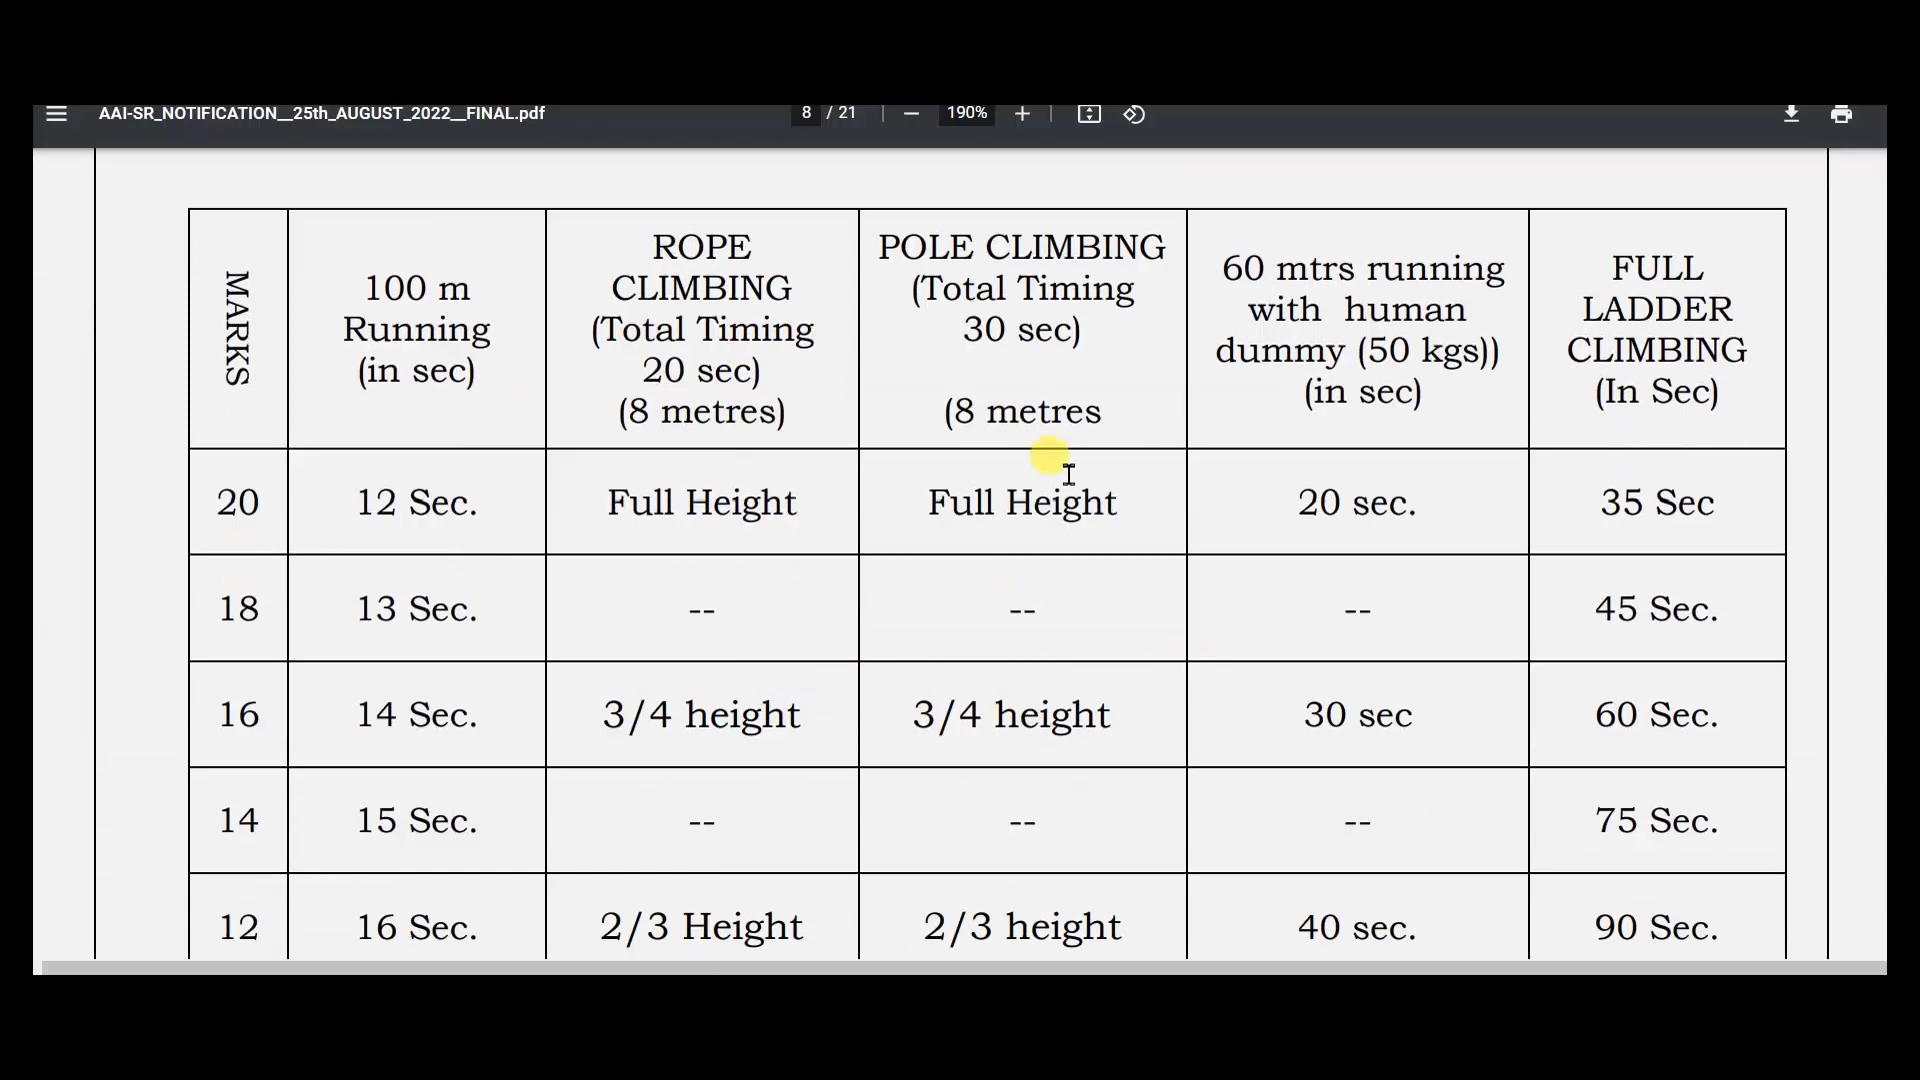 AAI-SR_NOTIFICATION__25th_AUGUST_2022__FINAL.pdf
8 / 21
190%
MARKS
100 m
Running
(in sec)
ROPE
CLIMBING
(Total Timing
20 sec)
(8 metres)
POLE CLIMBING
(Total Timing
30 sec)
(8 metres
60 mtrs running
with human
dummy (50 kgs))
(in sec)
FULL
LADDER
CLIMBING
(In Sec)
20 12 Sec. Full Height Full Height 20 sec. 35 Sec
18 13 Sec. -- -- -- 45 Sec.
16 14 Sec. 3/4 height 3/4 height 30 sec 60 Sec.
14 15 Sec. -- -- -- 75 Sec.
12 16 Sec. 2/3 Height 2/3 height 40 sec. 90 Sec.